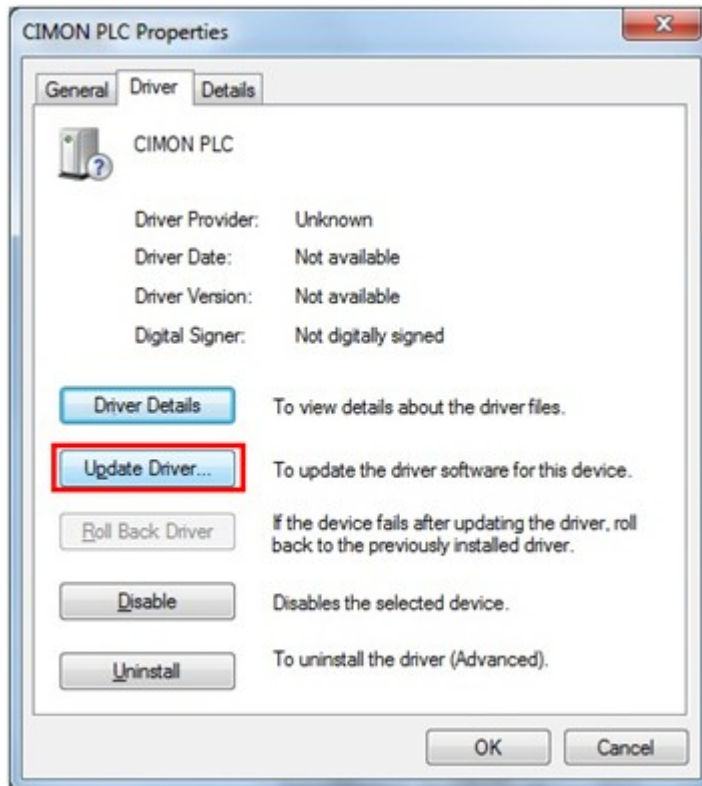 CIMON PLC Properties
General Driver Details
CIMON PLC
Driver Provider: Unknown
Driver Date: Not available
Driver Version: Not available
Digital Signer: Not digitally signed
Driver Details To view details about the driver files.
Update Driver... To update the driver software for this device.
Roll Back Driver If the device fails after updating the driver, roll
back to the previously installed driver.
Disable Disables the selected device.
Uninstall To uninstall the driver (Advanced).
OK Cancel